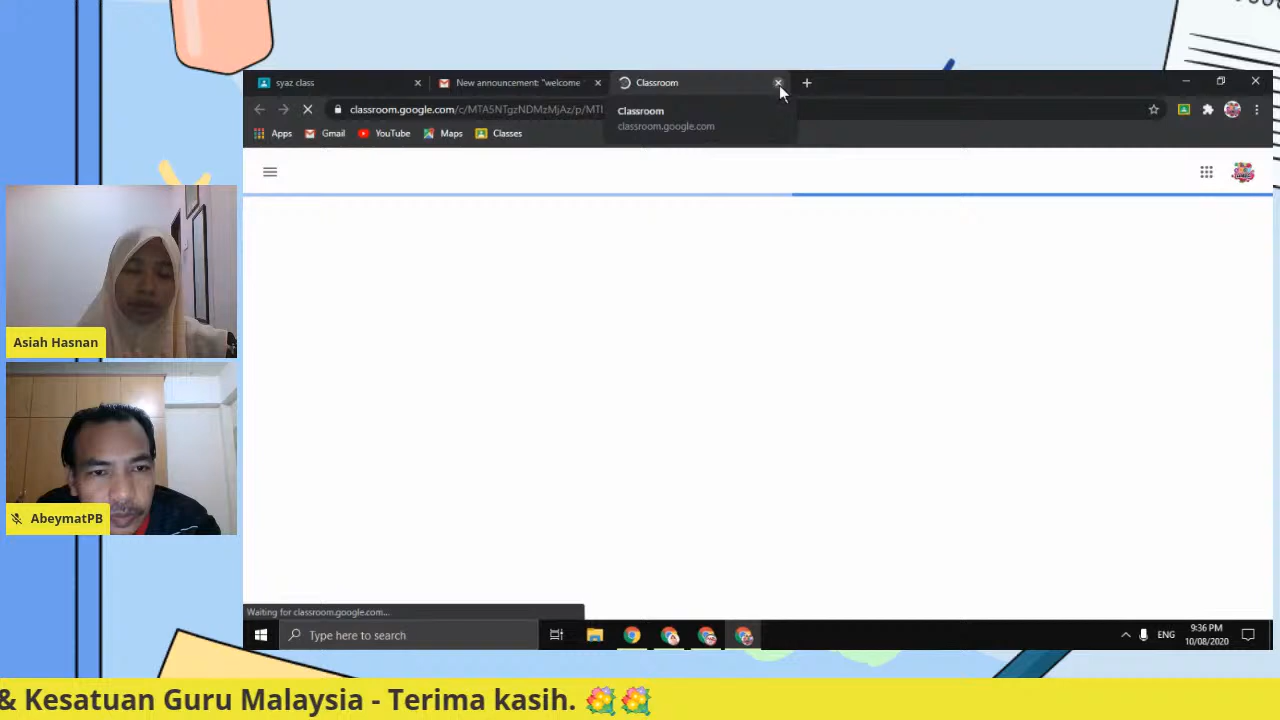 syaz class
New announcement: "welcome
Classroom
classroom.google.com/c/MTA5NTgzNDMzMjAz/p/MTI
Classroom
classroom.google.com
Apps
Gmail
YouTube
Maps
Classes
Asiah Hasnan
AbeymatPB
Waiting for classroom.google.com...
Type here to search
ENG
9:36 PM
10/08/2020
& Kesatuan Guru Malaysia - Terima kasih. 💐💐